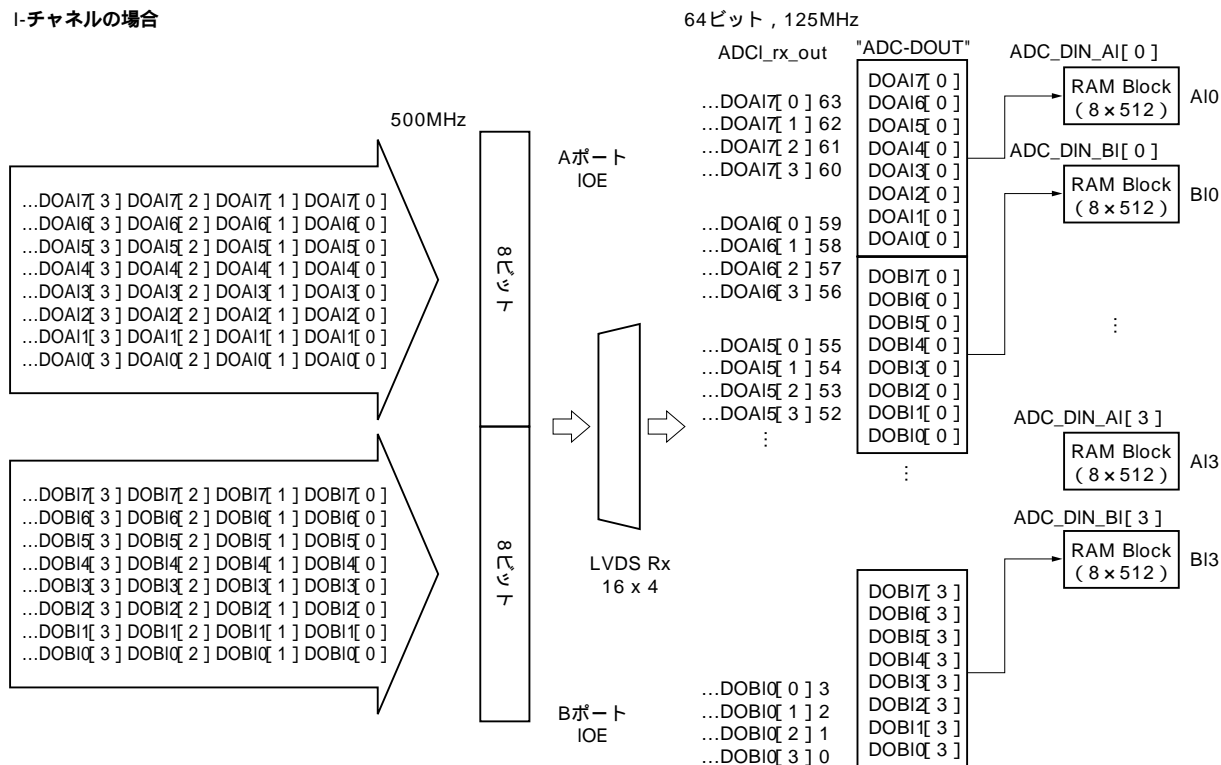 I-チャネルの場合
500MHz
...DOAI7[ 3 ] DOAI7[ 2 ] DOAI7[ 1 ] DOAI7[ 0 ]
...DOAI6[ 3 ] DOAI6[ 2 ] DOAI6[ 1 ] DOAI6[ 0 ]
...DOAI5[ 3 ] DOAI5[ 2 ] DOAI5[ 1 ] DOAI5[ 0 ]
...DOAI4[ 3 ] DOAI4[ 2 ] DOAI4[ 1 ] DOAI4[ 0 ]
...DOAI3[ 3 ] DOAI3[ 2 ] DOAI3[ 1 ] DOAI3[ 0 ]
...DOAI2[ 3 ] DOAI2[ 2 ] DOAI2[ 1 ] DOAI2[ 0 ]
...DOAI1[ 3 ] DOAI1[ 2 ] DOAI1[ 1 ] DOAI1[ 0 ]
...DOAI0[ 3 ] DOAI0[ 2 ] DOAI0[ 1 ] DOAI0[ 0 ]
...DOBI7[ 3 ] DOBI7[ 2 ] DOBI7[ 1 ] DOBI7[ 0 ]
...DOBI6[ 3 ] DOBI6[ 2 ] DOBI6[ 1 ] DOBI6[ 0 ]
...DOBI5[ 3 ] DOBI5[ 2 ] DOBI5[ 1 ] DOBI5[ 0 ]
...DOBI4[ 3 ] DOBI4[ 2 ] DOBI4[ 1 ] DOBI4[ 0 ]
...DOBI3[ 3 ] DOBI3[ 2 ] DOBI3[ 1 ] DOBI3[ 0 ]
...DOBI2[ 3 ] DOBI2[ 2 ] DOBI2[ 1 ] DOBI2[ 0 ]
...DOBI1[ 3 ] DOBI1[ 2 ] DOBI1[ 1 ] DOBI1[ 0 ]
...DOBI0[ 3 ] DOBI0[ 2 ] DOBI0[ 1 ] DOBI0[ 0 ]
8ビット
8ビット
Aポート
IOE
LVDS Rx
16 x 4
Bポート
IOE
64ビット , 125MHz
ADCI_rx_out
...DOAI7[ 0 ] 63
...DOAI7[ 1 ] 62
...DOAI7[ 2 ] 61
...DOAI7[ 3 ] 60
...DOAI6[ 0 ] 59
...DOAI6[ 1 ] 58
...DOAI6[ 2 ] 57
...DOAI6[ 3 ] 56
...DOAI5[ 0 ] 55
...DOAI5[ 1 ] 54
...DOAI5[ 2 ] 53
...DOAI5[ 3 ] 52
⋮
...DOBI0[ 0 ] 3
...DOBI0[ 1 ] 2
...DOBI0[ 2 ] 1
...DOBI0[ 3 ] 0
"ADC-DOUT"
DOAI7[ 0 ]
DOAI6[ 0 ]
DOAI5[ 0 ]
DOAI4[ 0 ]
DOAI3[ 0 ]
DOAI2[ 0 ]
DOAI1[ 0 ]
DOAI0[ 0 ]
DOBI7[ 0 ]
DOBI6[ 0 ]
DOBI5[ 0 ]
DOBI4[ 0 ]
DOBI3[ 0 ]
DOBI2[ 0 ]
DOBI1[ 0 ]
DOBI0[ 0 ]
⋮
DOBI7[ 3 ]
DOBI6[ 3 ]
DOBI5[ 3 ]
DOBI4[ 3 ]
DOBI3[ 3 ]
DOBI2[ 3 ]
DOBI1[ 3 ]
DOBI0[ 3 ]
ADC_DIN_AI[ 0 ]
RAM Block
( 8×512 )
AI0
ADC_DIN_BI[ 0 ]
RAM Block
( 8×512 )
BI0
⋮
ADC_DIN_AI[ 3 ]
RAM Block
( 8×512 )
AI3
ADC_DIN_BI[ 3 ]
RAM Block
( 8×512 )
BI3